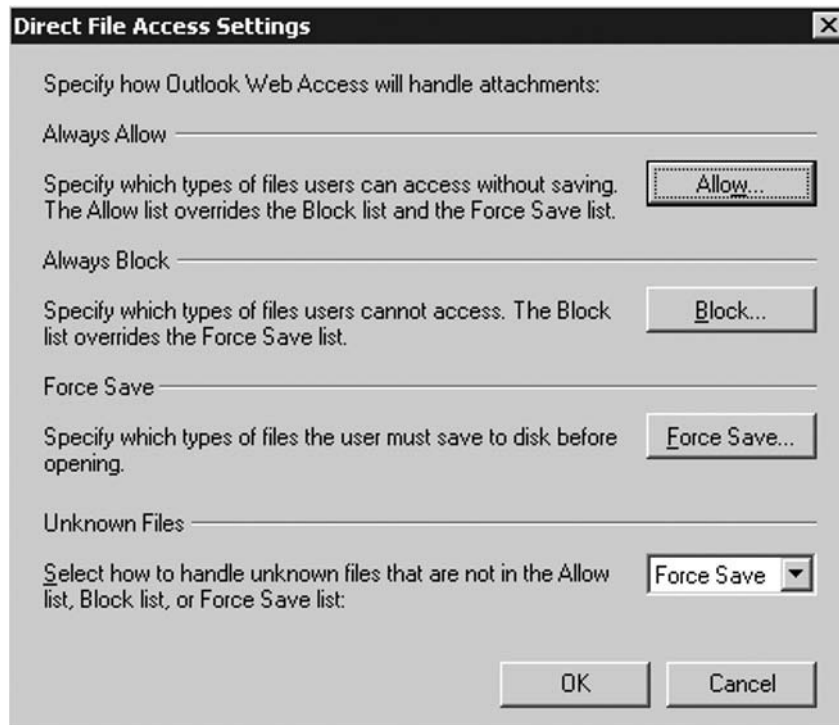 Direct File Access Settings
Specify how Outlook Web Access will handle attachments:
Always Allow
Specify which types of files users can access without saving.
The Allow list overrides the Block list and the Force Save list.
Allow...
Always Block
Specify which types of files users cannot access. The Block
list overrides the Force Save list.
Block...
Force Save
Specify which types of files the user must save to disk before
opening.
Force Save...
Unknown Files
Select how to handle unknown files that are not in the Allow
list, Block list, or Force Save list:
Force Save
OK
Cancel